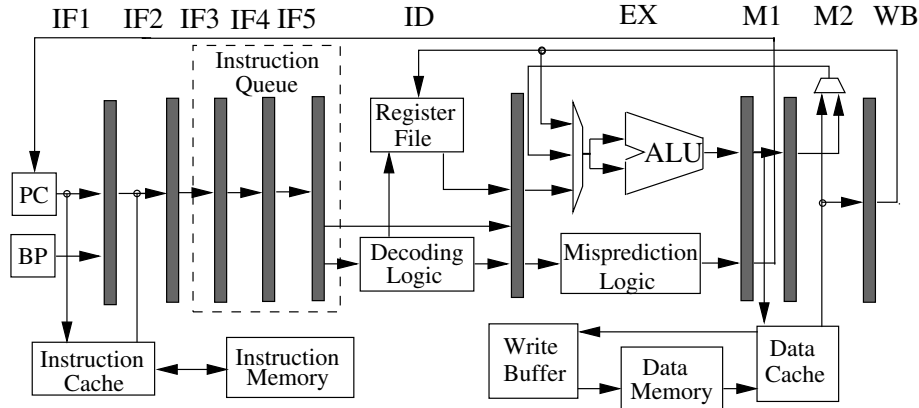 IF1 IF2 IF3 IF4 IF5 ID EX M1 M2 WB
Instruction
Queue
Register
File
ALU
PC
BP
Decoding
Logic
Misprediction
Logic
Instruction
Cache
Instruction
Memory
Write
Buffer
Data
Memory
Data
Cache